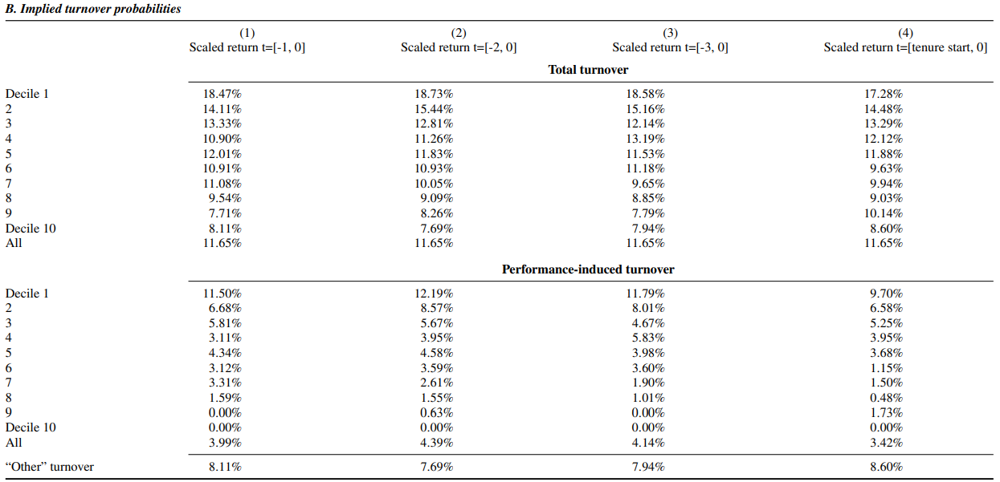 B. Implied turnover probabilities
(1) (2) (3) (4)
Scaled return t=[-1, 0] Scaled return t=[-2, 0] Scaled return t=[-3, 0] Scaled return t=[tenure start, 0]
Total turnover
Decile 1 18.47% 18.73% 18.58% 17.28%
2 14.11% 15.44% 15.16% 14.48%
3 13.33% 12.81% 12.14% 13.29%
4 10.90% 11.26% 13.19% 12.12%
5 12.01% 11.83% 11.53% 11.88%
6 10.91% 10.93% 11.18% 9.63%
7 11.08% 10.05% 9.65% 9.94%
8 9.54% 9.09% 8.85% 9.03%
9 7.71% 8.26% 7.79% 10.14%
Decile 10 8.11% 7.69% 7.94% 8.60%
All 11.65% 11.65% 11.65% 11.65%
Performance-induced turnover
Decile 1 11.50% 12.19% 11.79% 9.70%
2 6.68% 8.57% 8.01% 6.58%
3 5.81% 5.67% 4.67% 5.25%
4 3.11% 3.95% 5.83% 3.95%
5 4.34% 4.58% 3.98% 3.68%
6 3.12% 3.59% 3.60% 1.15%
7 3.31% 2.61% 1.90% 1.50%
8 1.59% 1.55% 1.01% 0.48%
9 0.00% 0.63% 0.00% 1.73%
Decile 10 0.00% 0.00% 0.00% 0.00%
All 3.99% 4.39% 4.14% 3.42%
“Other” turnover 8.11% 7.69% 7.94% 8.60%